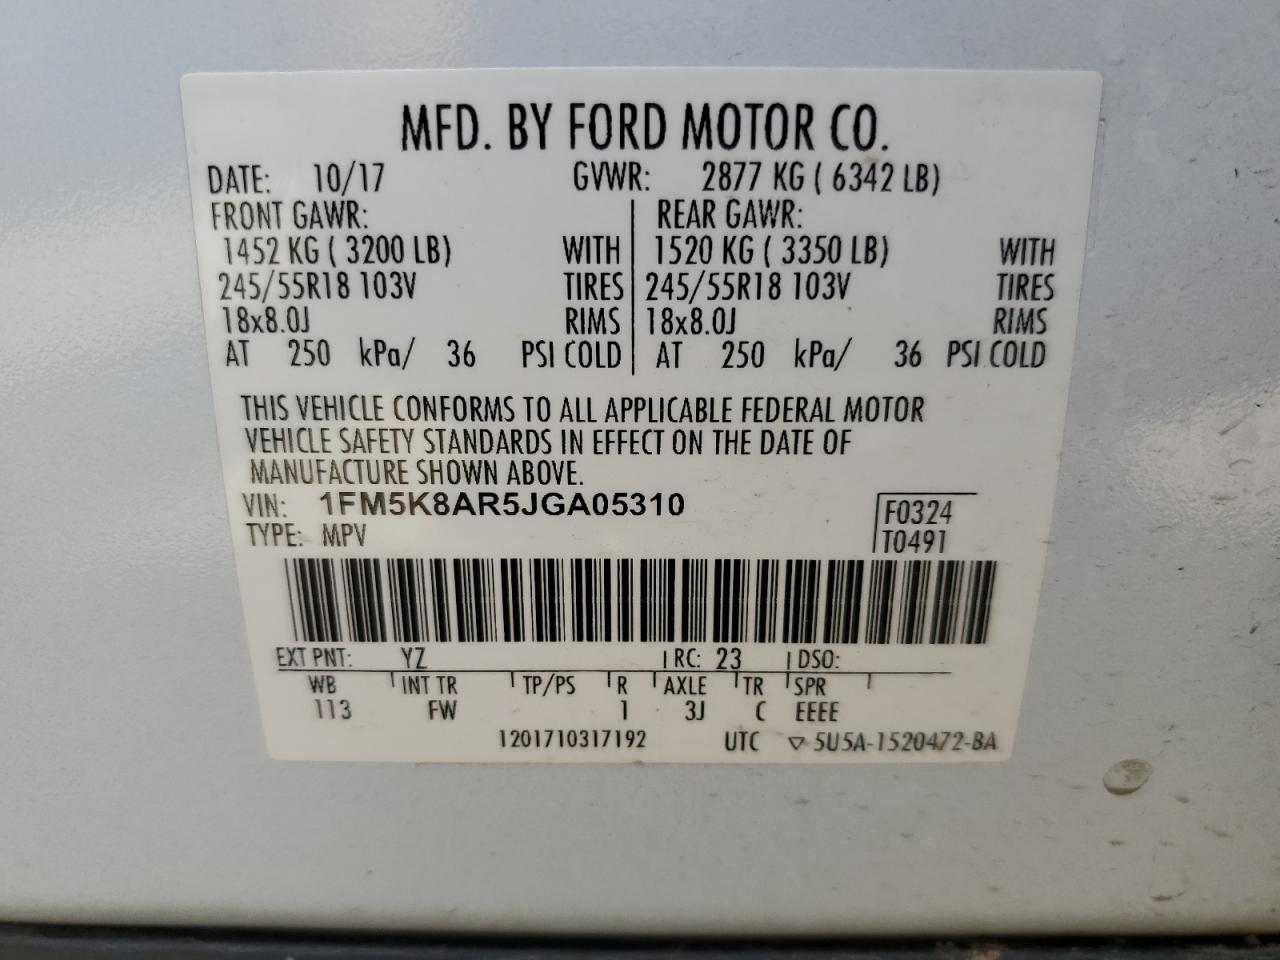 MFD. BY FORD MOTOR CO.
DATE: 10/17 GVWR: 2877 KG ( 6342 LB)
FRONT GAWR: REAR GAWR:
1452 KG ( 3200 LB) WITH 1520 KG ( 3350 LB) WITH
245/55R18 103V TIRES 245/55R18 103V TIRES
18x8.0J RIMS 18x8.0J RIMS
AT 250 kPa/ 36 PSI COLD AT 250 kPa/ 36 PSI COLD
THIS VEHICLE CONFORMS TO ALL APPLICABLE FEDERAL MOTOR
VEHICLE SAFETY STANDARDS IN EFFECT ON THE DATE OF
MANUFACTURE SHOWN ABOVE.
VIN: 1FM5K8AR5JGA05310 F0324
TYPE: MPV T0491
EXT PNT: YZ RC: 23 DSO:
WB INT TR TP/PS R AXLE TR SPR
113 FW 1 3J C EEEE
1201710317192 UTC ▽ 5U5A-1520472-BA